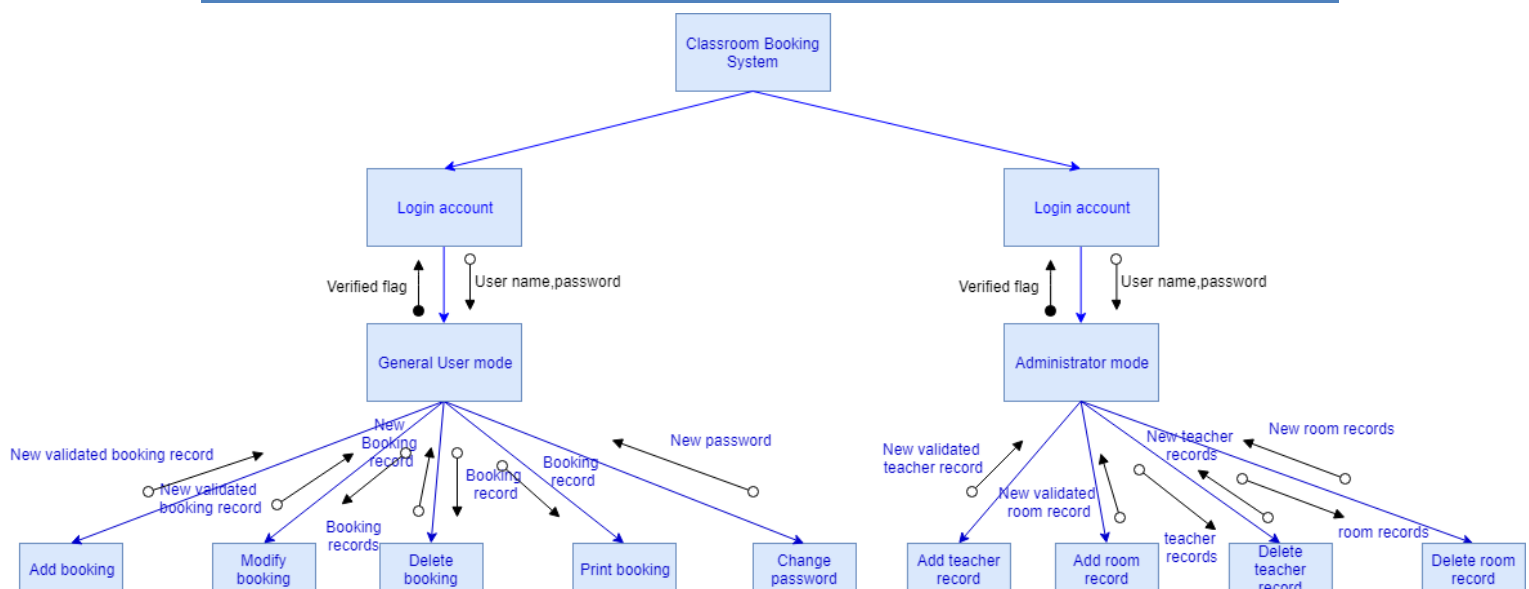 Classroom Booking
System
Login account
Login account
Verified flag
User name,password
Verified flag
User name,password
General User mode
Administrator mode
New validated booking record
New validated
booking record
New
Booking
record
Booking
records
Booking
record
Booking
record
New password
New validated
teacher record
New validated
room record
New teacher
records
teacher
records
New room records
room records
Add booking
Modify
booking
Delete
booking
Print booking
Change
password
Add teacher
record
Add room
record
Delete
teacher
record
Delete room
record